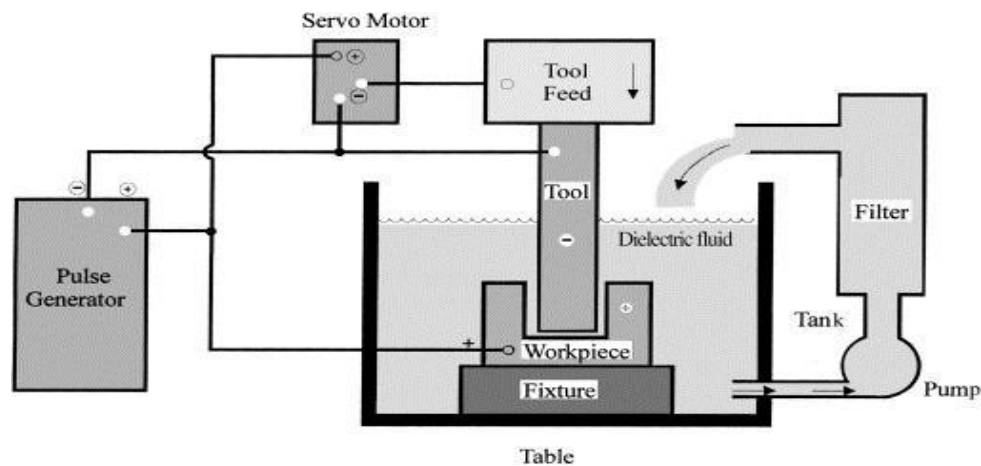 Servo Motor
+
−
Tool
Feed
− +
Tool
Pulse
Generator
Filter
Dielectric fluid
−
+
Tank
+
Workpiece
Fixture
Pump
Table